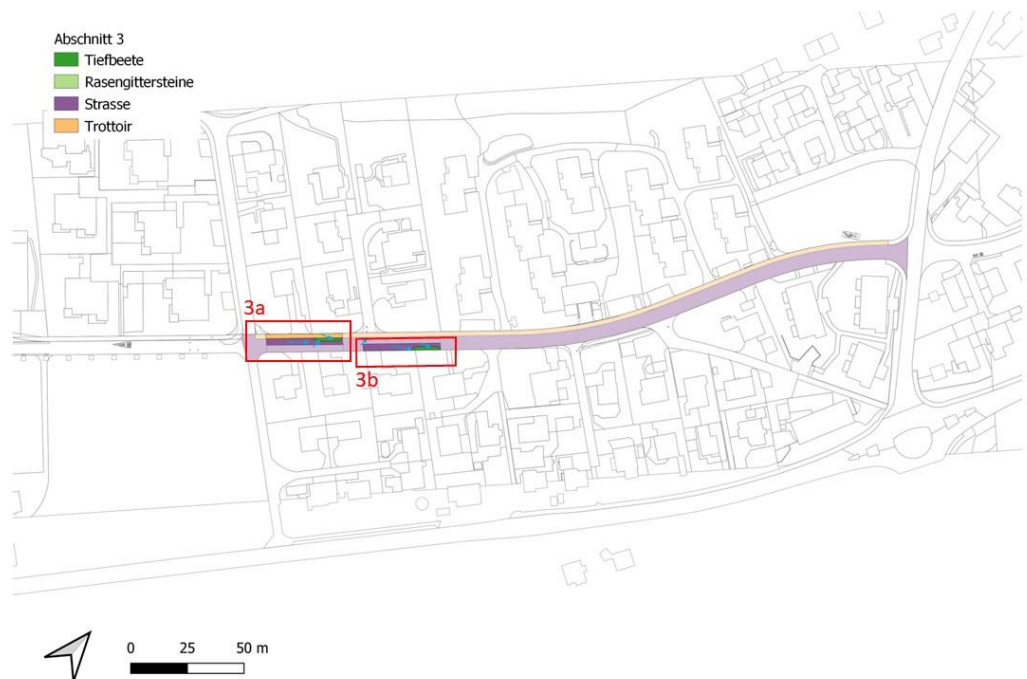 Abschnitt 3
Tiefbeete
Rasengittersteine
Strasse
Trottoir
3a
3b
0 25 50 m